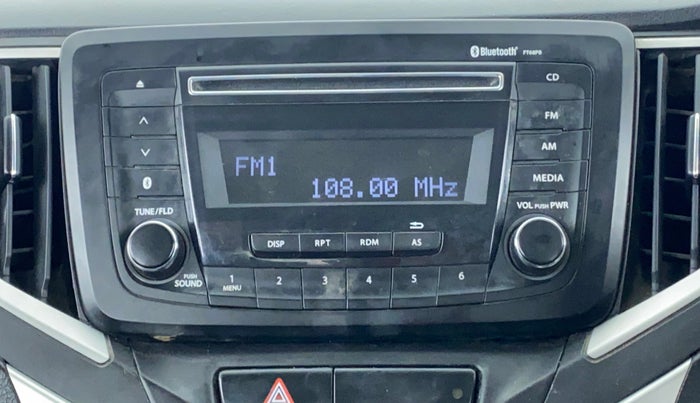 Bluetooth® PT68P0
CD
FM
AM
MEDIA
FM1
108.00 MHz
TUNE/FLD
PUSH SOUND
VOL PUSH PWR
DISP RPT RDM AS
1 2 3 4 5 6
MENU